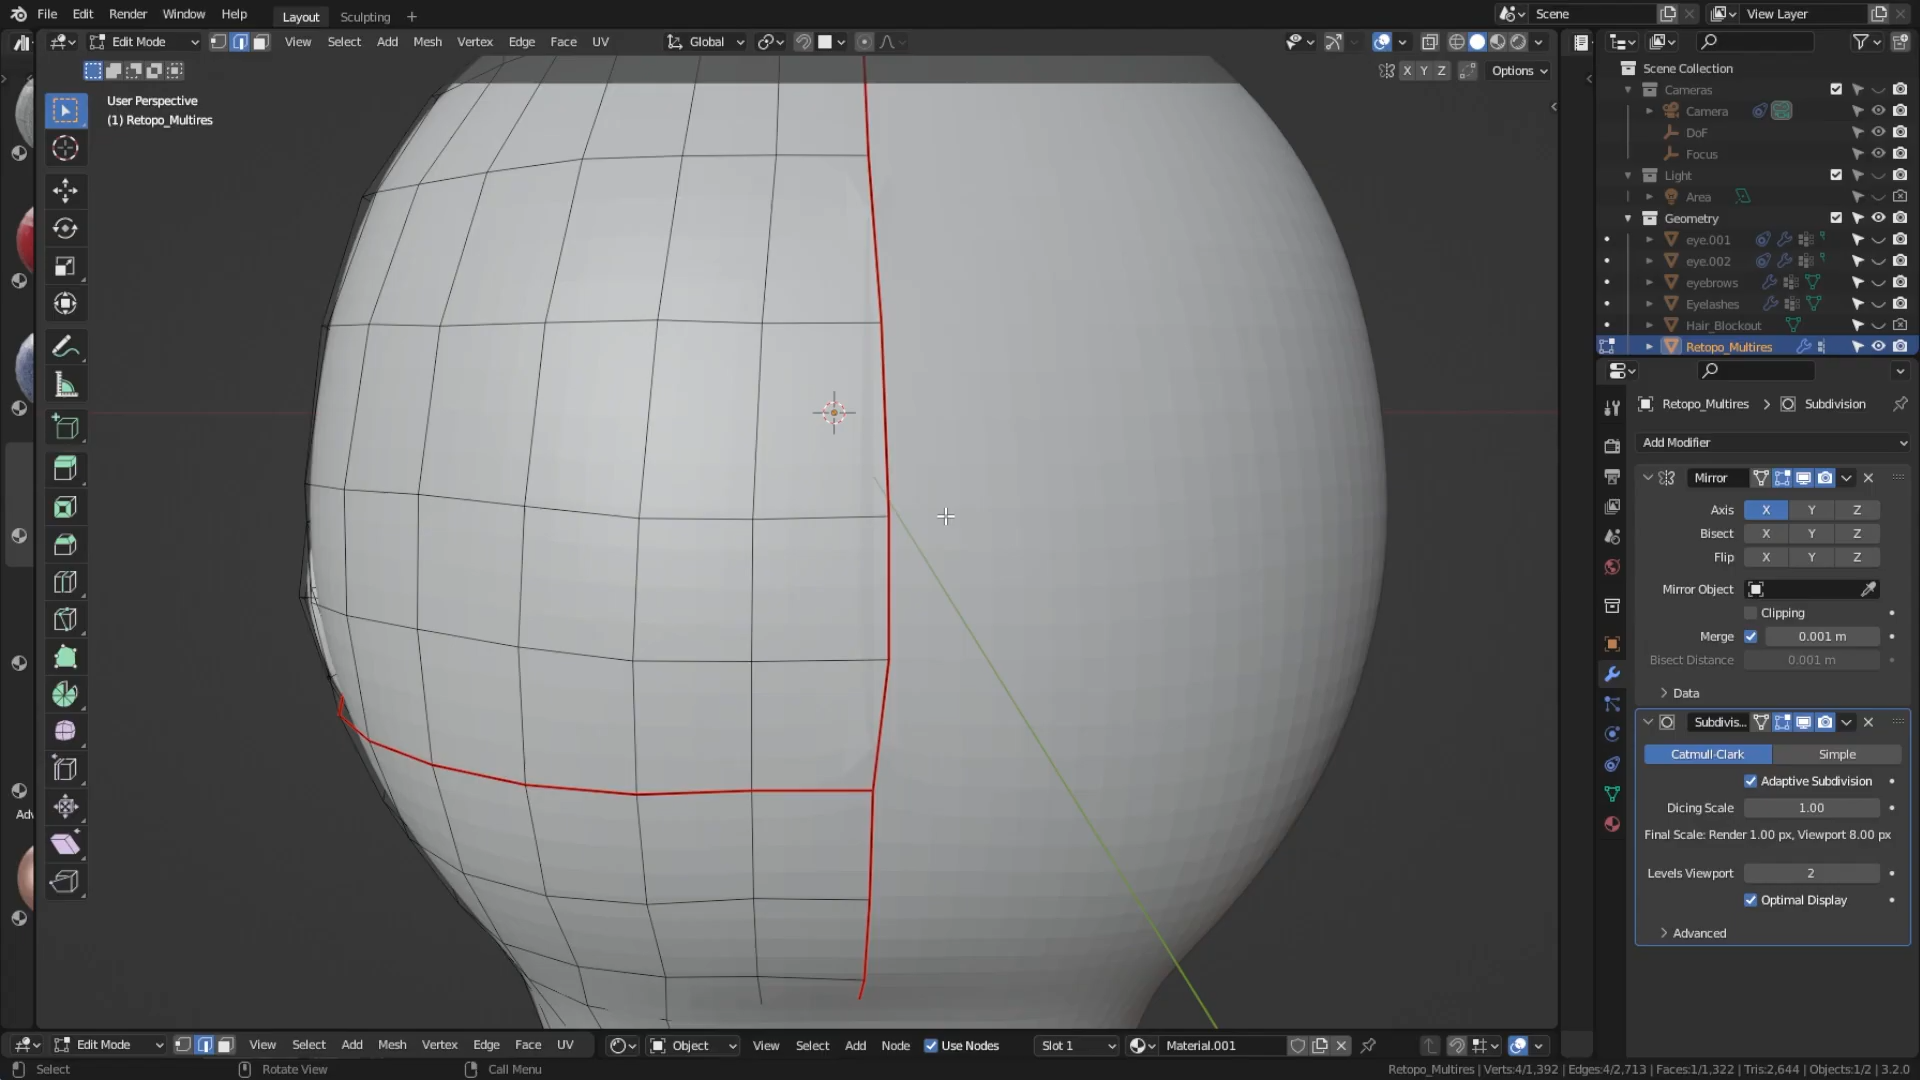 File Edit Render Window Help Layout Sculpting + Scene View Layer
Edit Mode View Select Add Mesh Vertex Edge Face UV Global
X Y Z Options
User Perspective
(1) Retopo_Multires
Scene Collection
Cameras
Camera
DoF
Focus
Light
Area
Geometry
eye.001
eye.002
eyebrows
Eyelashes
Hair_Blockout
Retopo_Multires
Retopo_Multires > Subdivision
Add Modifier
Mirror
Axis X Y Z
Bisect X Y Z
Flip X Y Z
Mirror Object
Clipping
Merge 0.001 m
Bisect Distance 0.001 m
> Data
Subdivis...
Catmull-Clark Simple
Adaptive Subdivision
Dicing Scale 1.00
Final Scale: Render 1.00 px, Viewport 8.00 px
Levels Viewport 2
Optimal Display
> Advanced
Adv
Edit Mode View Select Add Mesh Vertex Edge Face UV Object View Select Add Node Use Nodes Slot 1 Material.001
Select Rotate View Call Menu Retopo_Multires | Verts:4/1,392 | Edges:4/2,713 | Faces:1/1,322 | Tris:2,644 | Objects:1/2 | 3.2.0